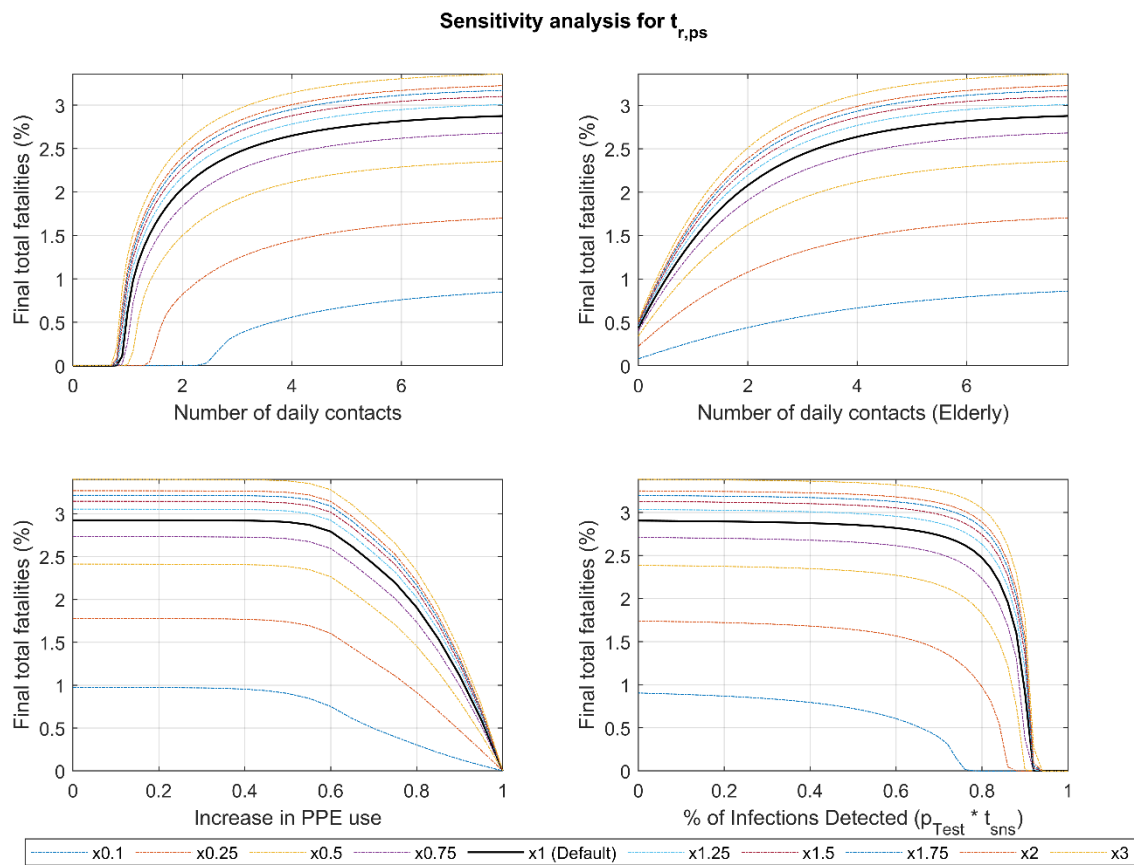 Sensitivity analysis for t_r,ps
Final total fatalities (%)
3
2.5
2
1.5
1
0.5
0
0 2 4 6
Number of daily contacts
Final total fatalities (%)
3
2.5
2
1.5
1
0.5
0
0 2 4 6
Number of daily contacts (Elderly)
Final total fatalities (%)
3
2.5
2
1.5
1
0.5
0
0 0.2 0.4 0.6 0.8 1
Increase in PPE use
Final total fatalities (%)
3
2.5
2
1.5
1
0.5
0
0 0.2 0.4 0.6 0.8 1
% of Infections Detected (p_Test * t_sns)
x0.1 x0.25 x0.5 x0.75 x1 (Default) x1.25 x1.5 x1.75 x2 x3